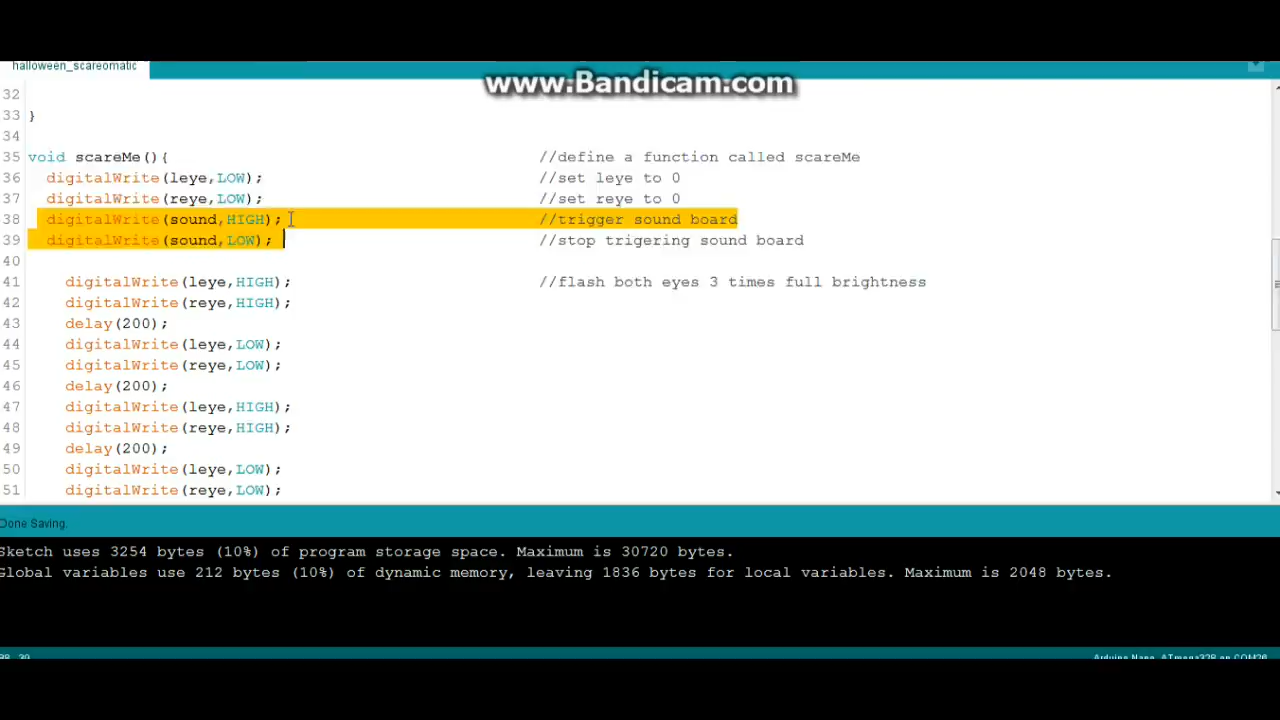 halloween_scareomatic
www.Bandicam.com
32
33 }
34
35 void scareMe(){ //define a function called scareMe
36 digitalWrite(leye,LOW); //set leye to 0
37 digitalWrite(reye,LOW); //set reye to 0
38 digitalWrite(sound,HIGH); //trigger sound board
39 digitalWrite(sound,LOW); //stop trigering sound board
40
41 digitalWrite(leye,HIGH); //flash both eyes 3 times full brightness
42 digitalWrite(reye,HIGH);
43 delay(200);
44 digitalWrite(leye,LOW);
45 digitalWrite(reye,LOW);
46 delay(200);
47 digitalWrite(leye,HIGH);
48 digitalWrite(reye,HIGH);
49 delay(200);
50 digitalWrite(leye,LOW);
51 digitalWrite(reye,LOW);
Done Saving.
Sketch uses 3254 bytes (10%) of program storage space. Maximum is 30720 bytes.
Global variables use 212 bytes (10%) of dynamic memory, leaving 1836 bytes for local variables. Maximum is 2048 bytes.
Arduino Nano, ATmega328 on COM26